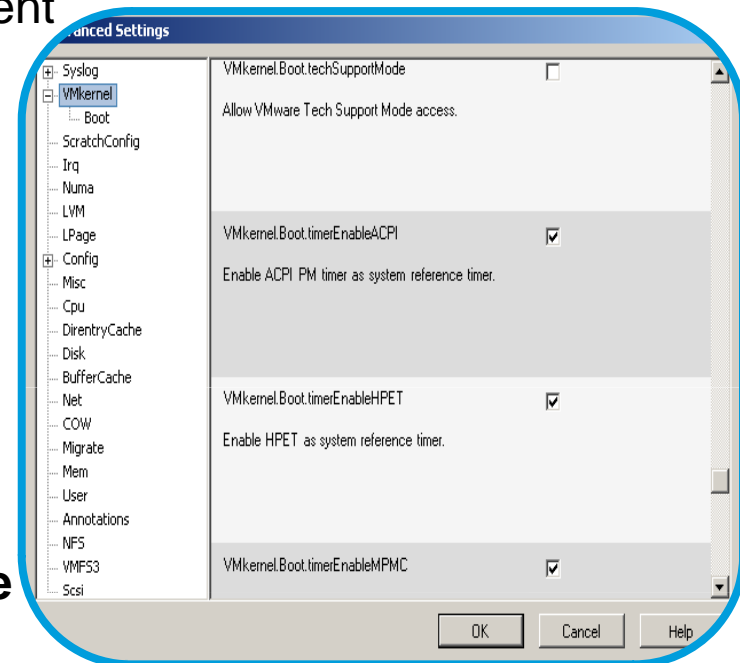 ent
anced Settings
Syslog
VMkernel
Boot
ScratchConfig
Irq
Numa
LVM
LPage
Config
Misc
Cpu
DirentryCache
Disk
BufferCache
Net
COW
Migrate
Mem
User
Annotations
NFS
VMFS3
Scsi
VMkernel.Boot.techSupportMode
Allow VMware Tech Support Mode access.
VMkernel.Boot.timerEnableACPI
Enable ACPI PM timer as system reference timer.
VMkernel.Boot.timerEnableHPET
Enable HPET as system reference timer.
VMkernel.Boot.timerEnableMPMC
e
OK
Cancel
Help